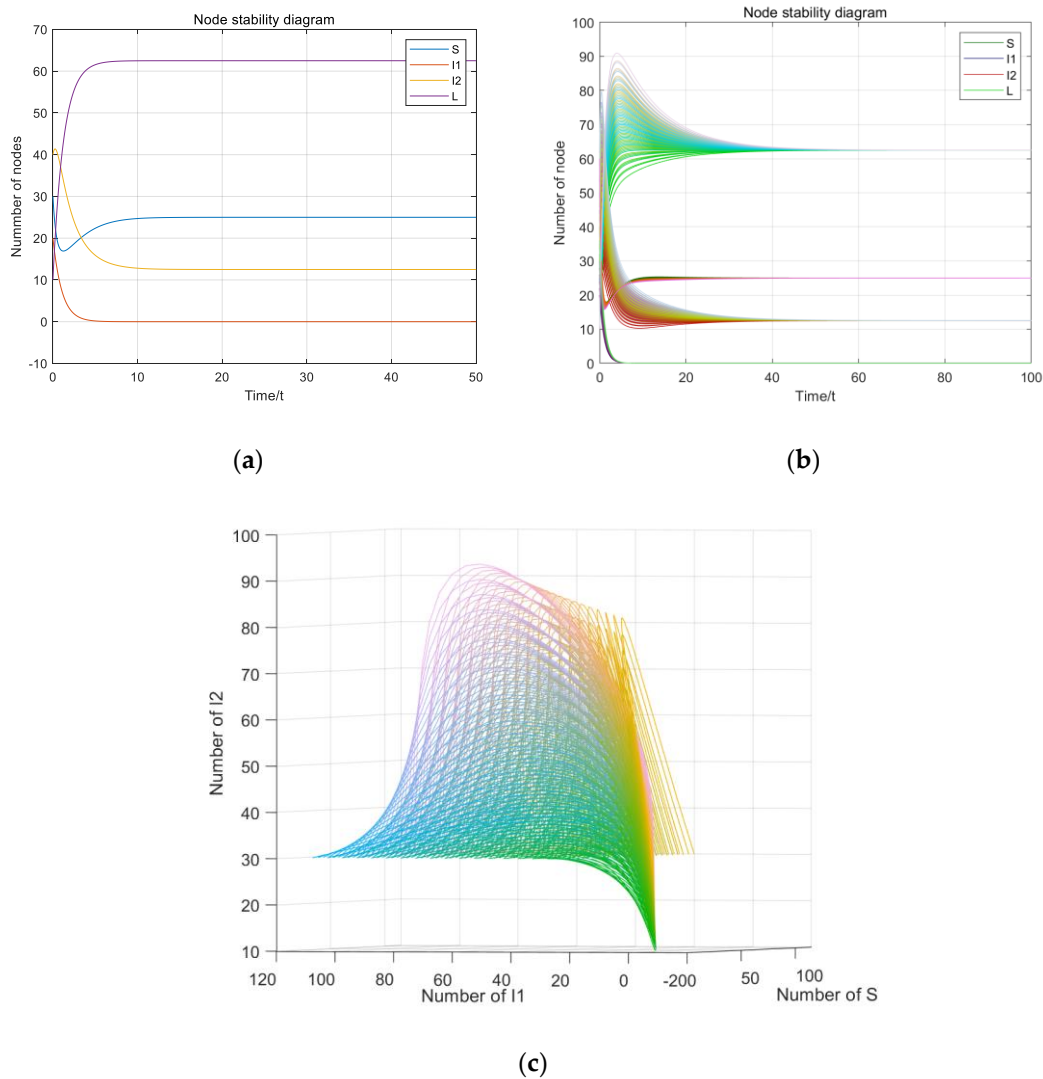 Node stability diagram
70
60
50
40
30
20
10
0
-10
Nummber of nodes
S
I1
I2
L
0 10 20 30 40 50
Time/t
(a)
Node stability diagram
100
90
80
70
60
50
40
30
20
10
0
Number of node
S
I1
I2
L
0 20 40 60 80 100
Time/t
(b)
100
90
80
70
60
50
40
30
20
10
Number of I2
120 100 80 60 40 20 0 -200 50 100
Number of I1
Number of S
(c)